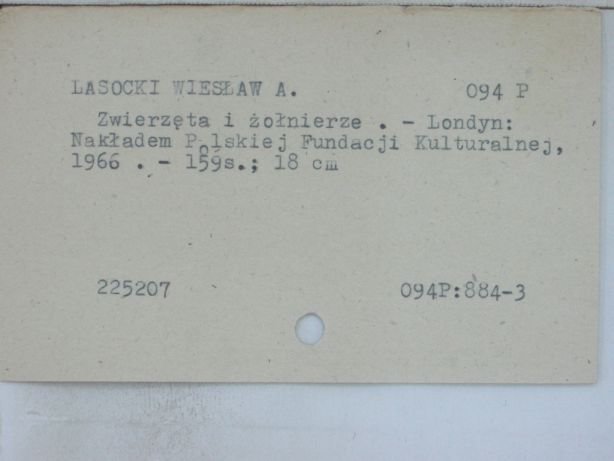 LASOCKI WIESŁAW A. 094 P
Zwierzęta i żołnierze . - Londyn:
Nakładem Polskiej Fundacji Kulturalnej,
1966 . - 159s.; 18 cm
225207 094P:884-3